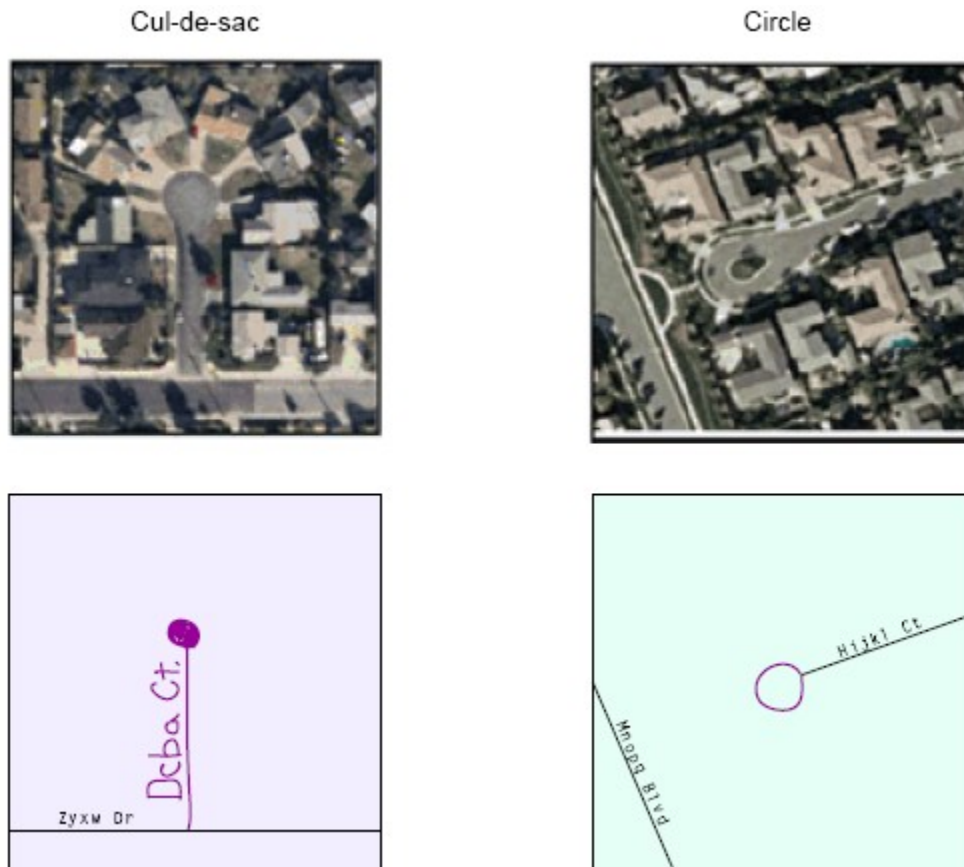 Cul-de-sac
Circle
Dcba Ct.
Zyxw Dr
Hijkl Ct
Mnopq Blvd